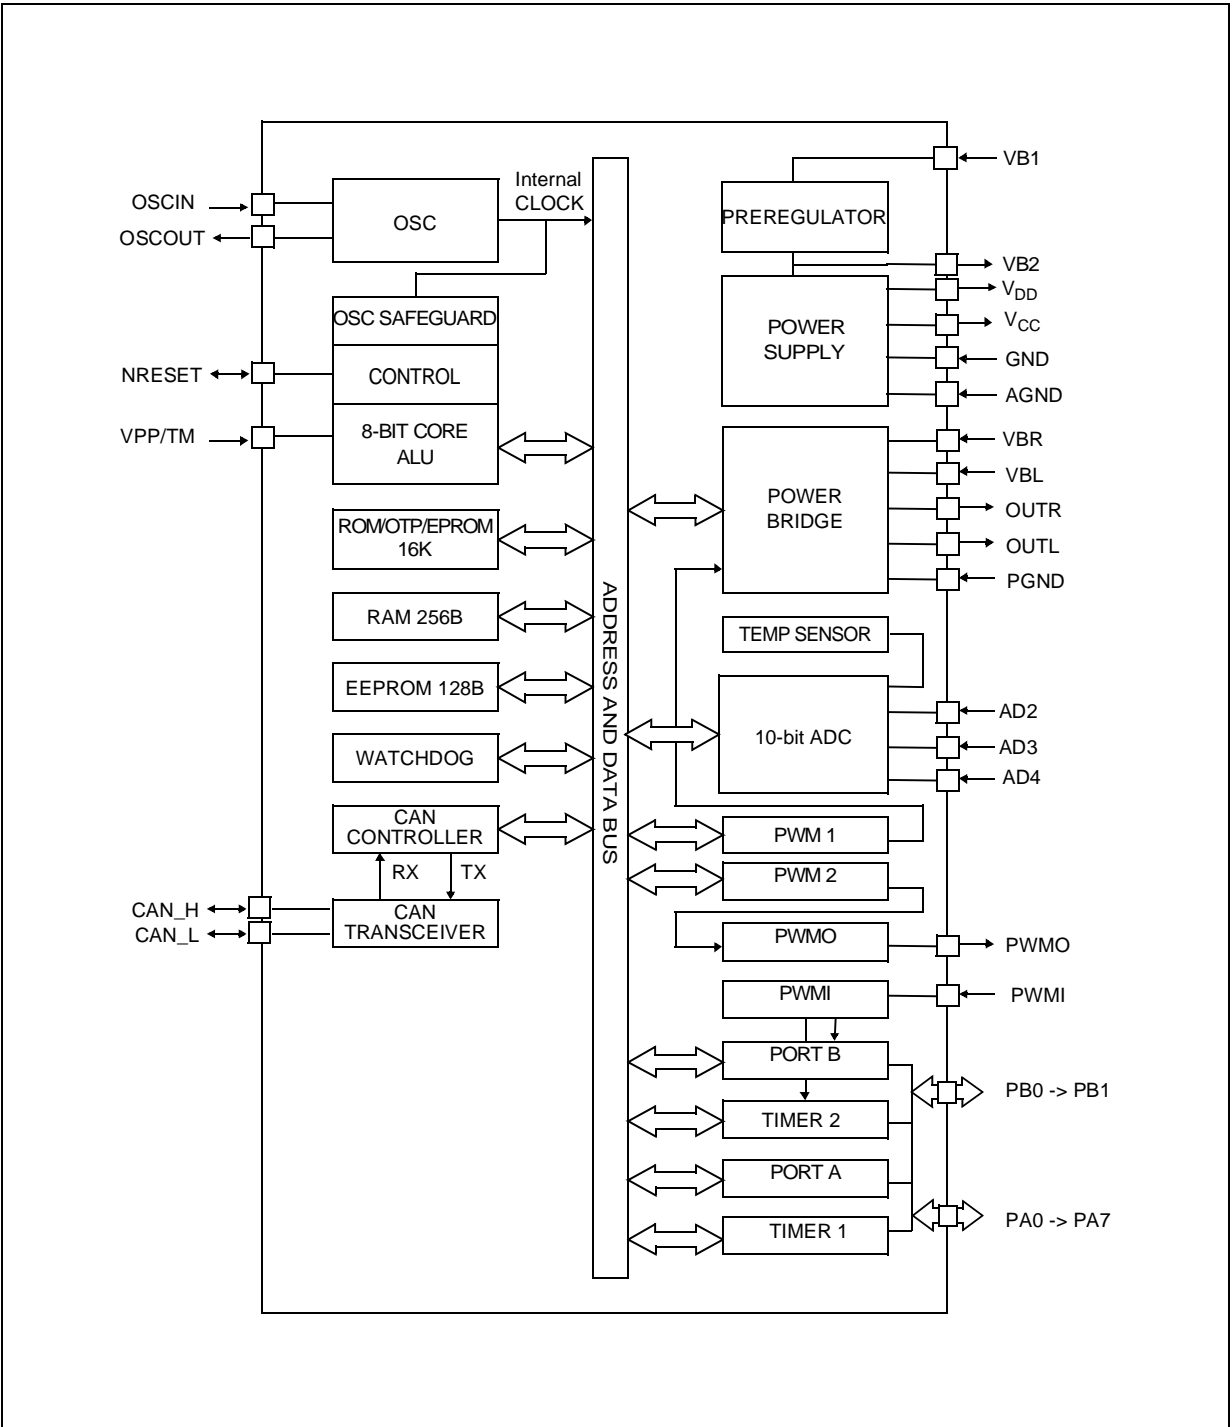 OSCIN
OSCOUT
OSC
Internal
CLOCK
OSC SAFEGUARD
NRESET
CONTROL
VPP/TM
8-BIT CORE
ALU
ROM/OTP/EPROM
16K
RAM 256B
EEPROM 128B
WATCHDOG
CAN
CONTROLLER
RX
TX
CAN_H
CAN_L
CAN
TRANSCEIVER
ADDRESS AND DATA BUS
VB1
PREREGULATOR
VB2
VDD
VCC
POWER
SUPPLY
GND
AGND
VBR
VBL
POWER
BRIDGE
OUTR
OUTL
PGND
TEMP SENSOR
10-bit ADC
AD2
AD3
AD4
PWM 1
PWM 2
PWMO
PWMO
PWMI
PWMI
PORT B
PB0 -> PB1
TIMER 2
PORT A
PA0 -> PA7
TIMER 1